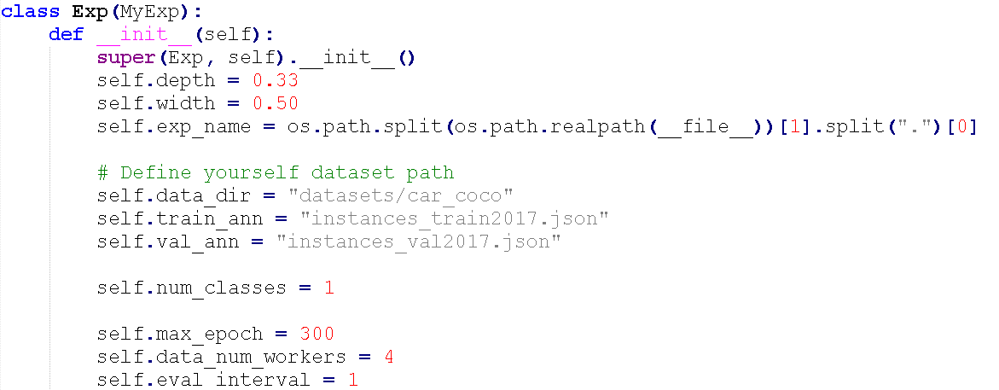 class Exp(MyExp):
    def __init__(self):
        super(Exp, self).__init__()
        self.depth = 0.33
        self.width = 0.50
        self.exp_name = os.path.split(os.path.realpath(__file__))[1].split(".")[0]
        # Define yourself dataset path
        self.data_dir = "datasets/car_coco"
        self.train_ann = "instances_train2017.json"
        self.val_ann = "instances_val2017.json"
        self.num_classes = 1
        self.max_epoch = 300
        self.data_num_workers = 4
        self.eval_interval = 1